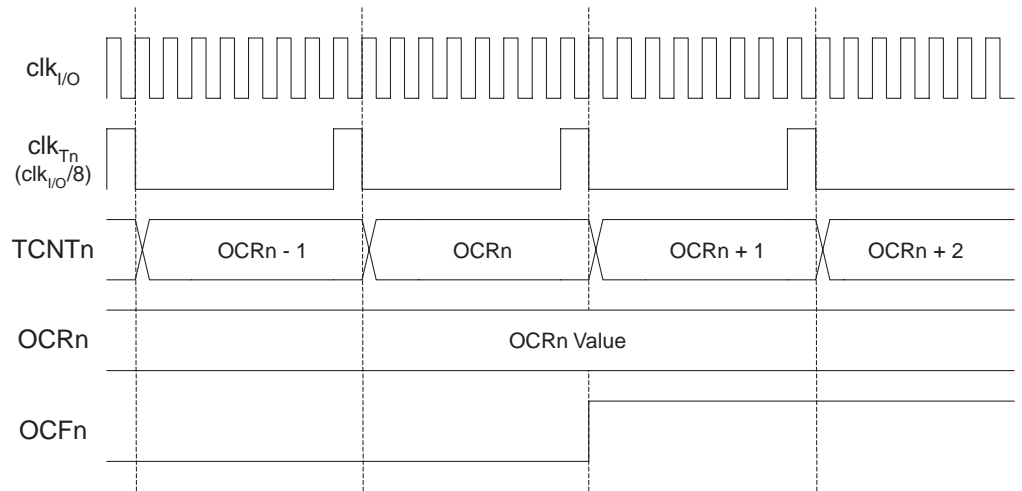 clkI/O
clkTn
(clkI/O/8)
TCNTn OCRn - 1 OCRn OCRn + 1 OCRn + 2
OCRn OCRn Value
OCFn